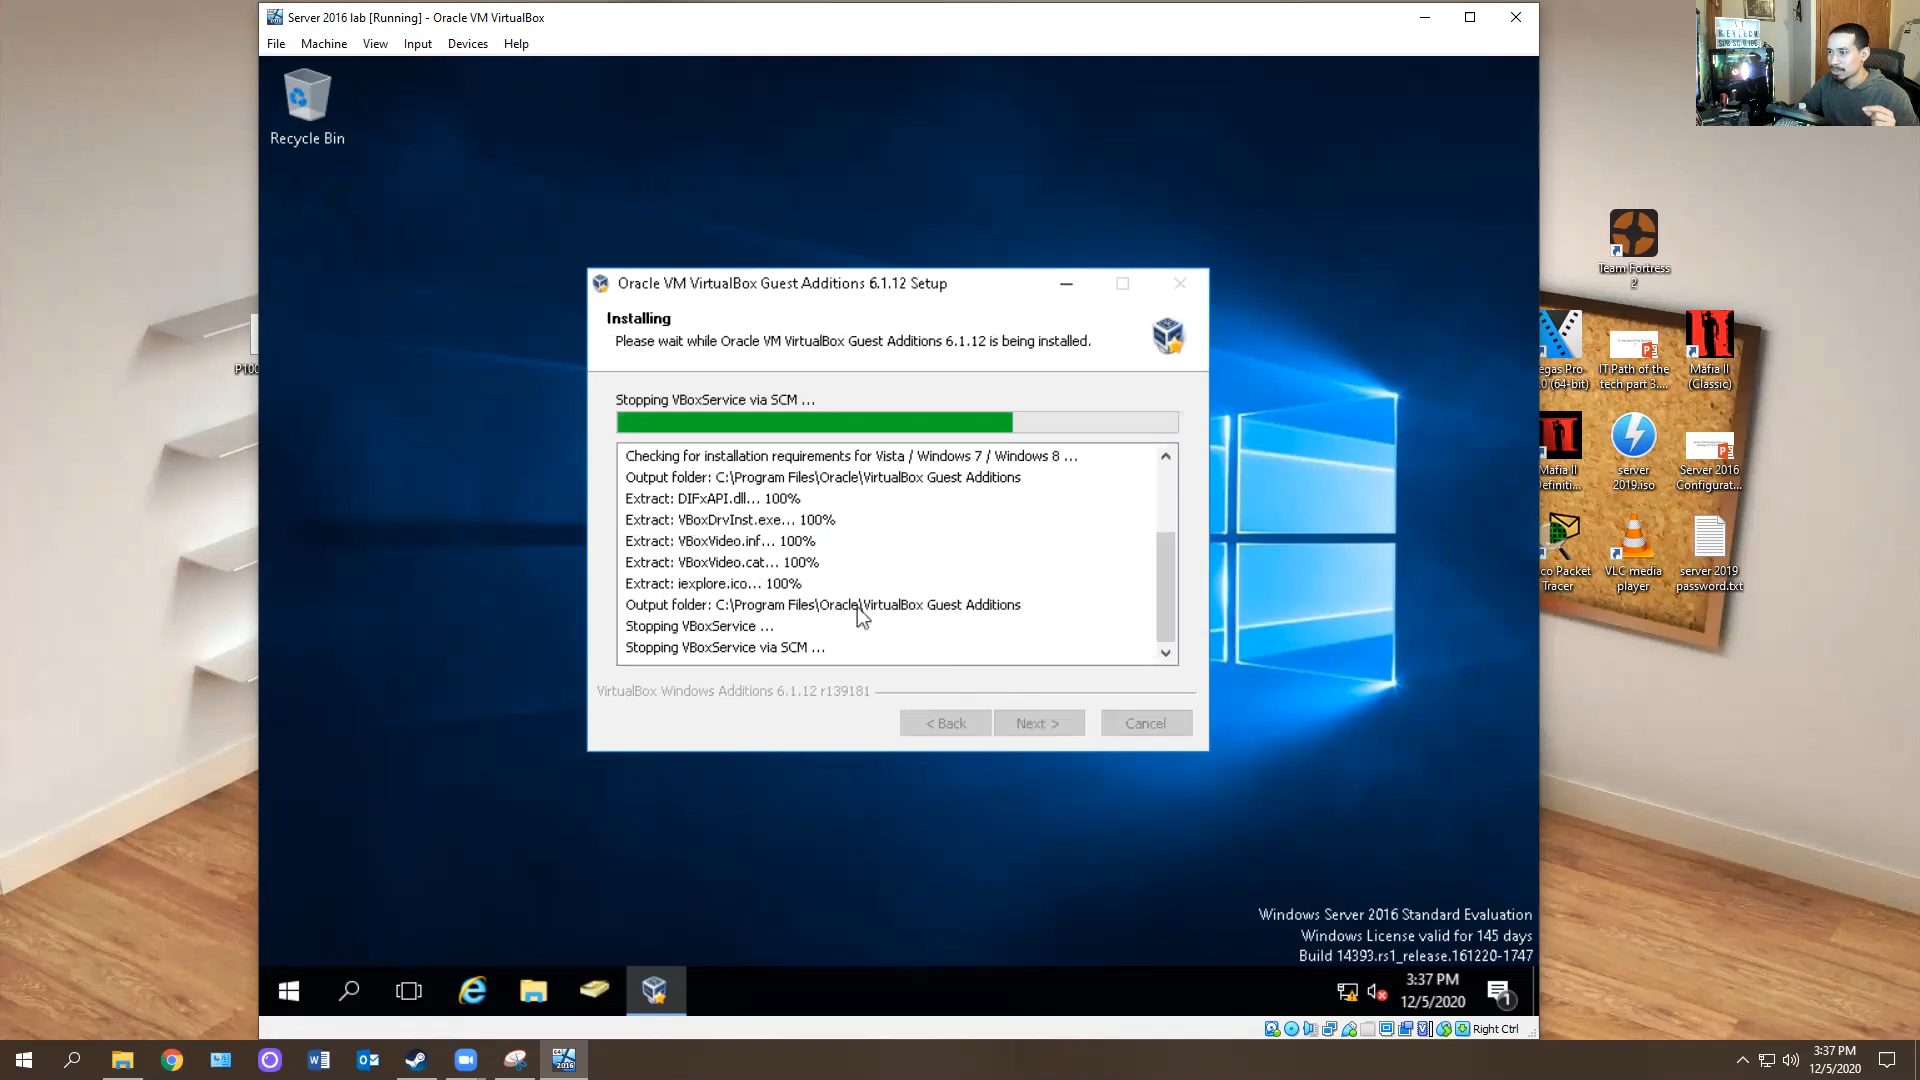 Server 2016 lab [Running] - Oracle VM VirtualBox
File Machine View Input Devices Help
Recycle Bin
Oracle VM VirtualBox Guest Additions 6.1.12 Setup
Installing
Please wait while Oracle VM VirtualBox Guest Additions 6.1.12 is being installed.
Stopping VBoxService via SCM ...
Checking for installation requirements for Vista / Windows 7 / Windows 8 ...
Output folder: C:\Program Files\Oracle\VirtualBox Guest Additions
Extract: DIFxAPI.dll... 100%
Extract: VBoxDrvInst.exe... 100%
Extract: VBoxVideo.inf... 100%
Extract: VBoxVideo.cat... 100%
Extract: iexplore.ico... 100%
Output folder: C:\Program Files\Oracle\VirtualBox Guest Additions
Stopping VBoxService ...
Stopping VBoxService via SCM ...
VirtualBox Windows Additions 6.1.12 r139181
< Back Next > Cancel
Team Fortress
2
egas Pro
0 (64-bit)
IT Path of the
tech part 3....
Mafia II
(Classic)
Mafia II
Definiti...
server
2019.iso
Server 2016
Configurat...
co Packet
Tracer
VLC media
player
server 2019
password.txt
P100
Windows Server 2016 Standard Evaluation
Windows License valid for 145 days
Build 14393.rs1_release.161220-1747
3:37 PM
12/5/2020
1
Right Ctrl
2016
3:37 PM
12/5/2020